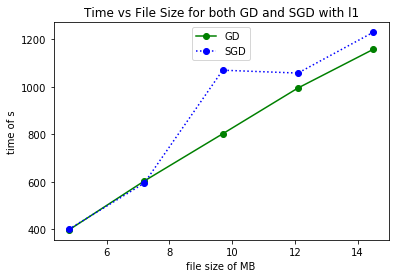 Time vs File Size for both GD and SGD with l1
GD
SGD
time of s
1200
1000
800
600
400
6 8 10 12 14
file size of MB